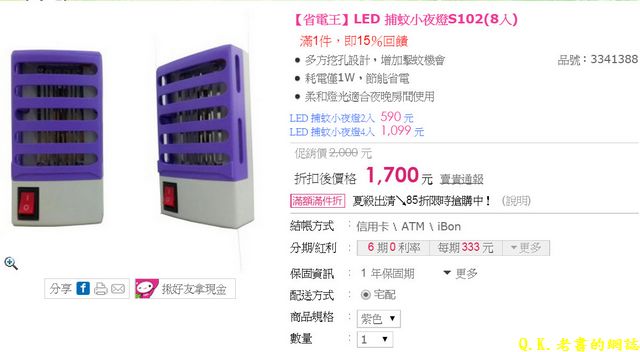 【省電王】LED 捕蚊小夜燈S102(8入)
滿1件，即15%回饋
● 多方挖孔設計，增加擊蚊機會 品號：3341388
● 耗電僅1W，節能省電
● 柔和燈光適合夜晚房間使用
LED 捕蚊小夜燈2入 590 元
LED 捕蚊小夜燈4入 1,099 元
促銷價 2,000 元
折扣後價格 1,700 元 賣貴通報
滿額滿件折 夏殺出清↘85折限時搶購中！ (說明)
結帳方式 ： 信用卡 \ ATM \ iBon
分期/紅利 ： 6 期 0 利率 每期 333 元 ▼更多
保固資訊 ： 1 年保固期 ▼ 更多
配送方式 ： 宅配
商品規格 ： 紫色 ▼
數量 ： 1 ▼
分享 f 揪好友拿現金
Q.K.老書的網誌